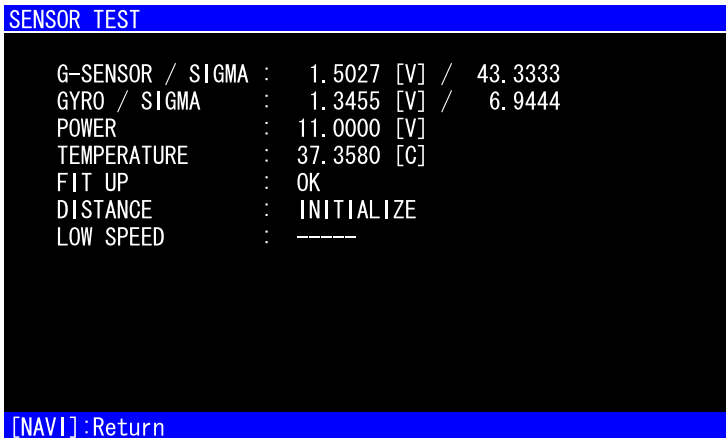 SENSOR TEST
G-SENSOR / SIGMA : 1.5027 [V] / 43.3333
GYRO / SIGMA : 1.3455 [V] / 6.9444
POWER : 11.0000 [V]
TEMPERATURE : 37.3580 [C]
FIT UP : OK
DISTANCE : INITIALIZE
LOW SPEED : -----
[NAVI]:Return